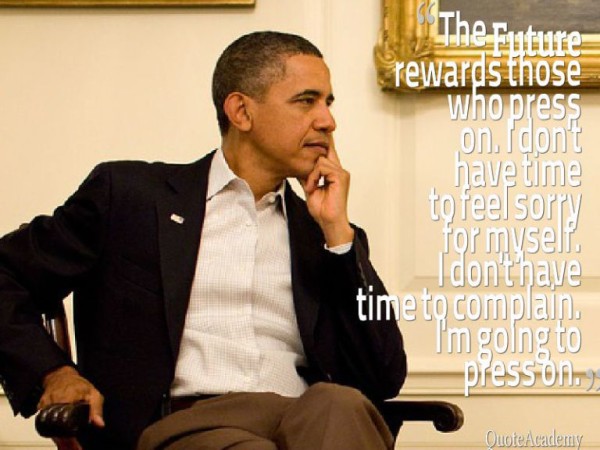 “The Future
rewards those
who press
on. I don't
have time
to feel sorry
for myself.
I don't have
time to complain.
I'm going to
press on.”
QuoteAcademy